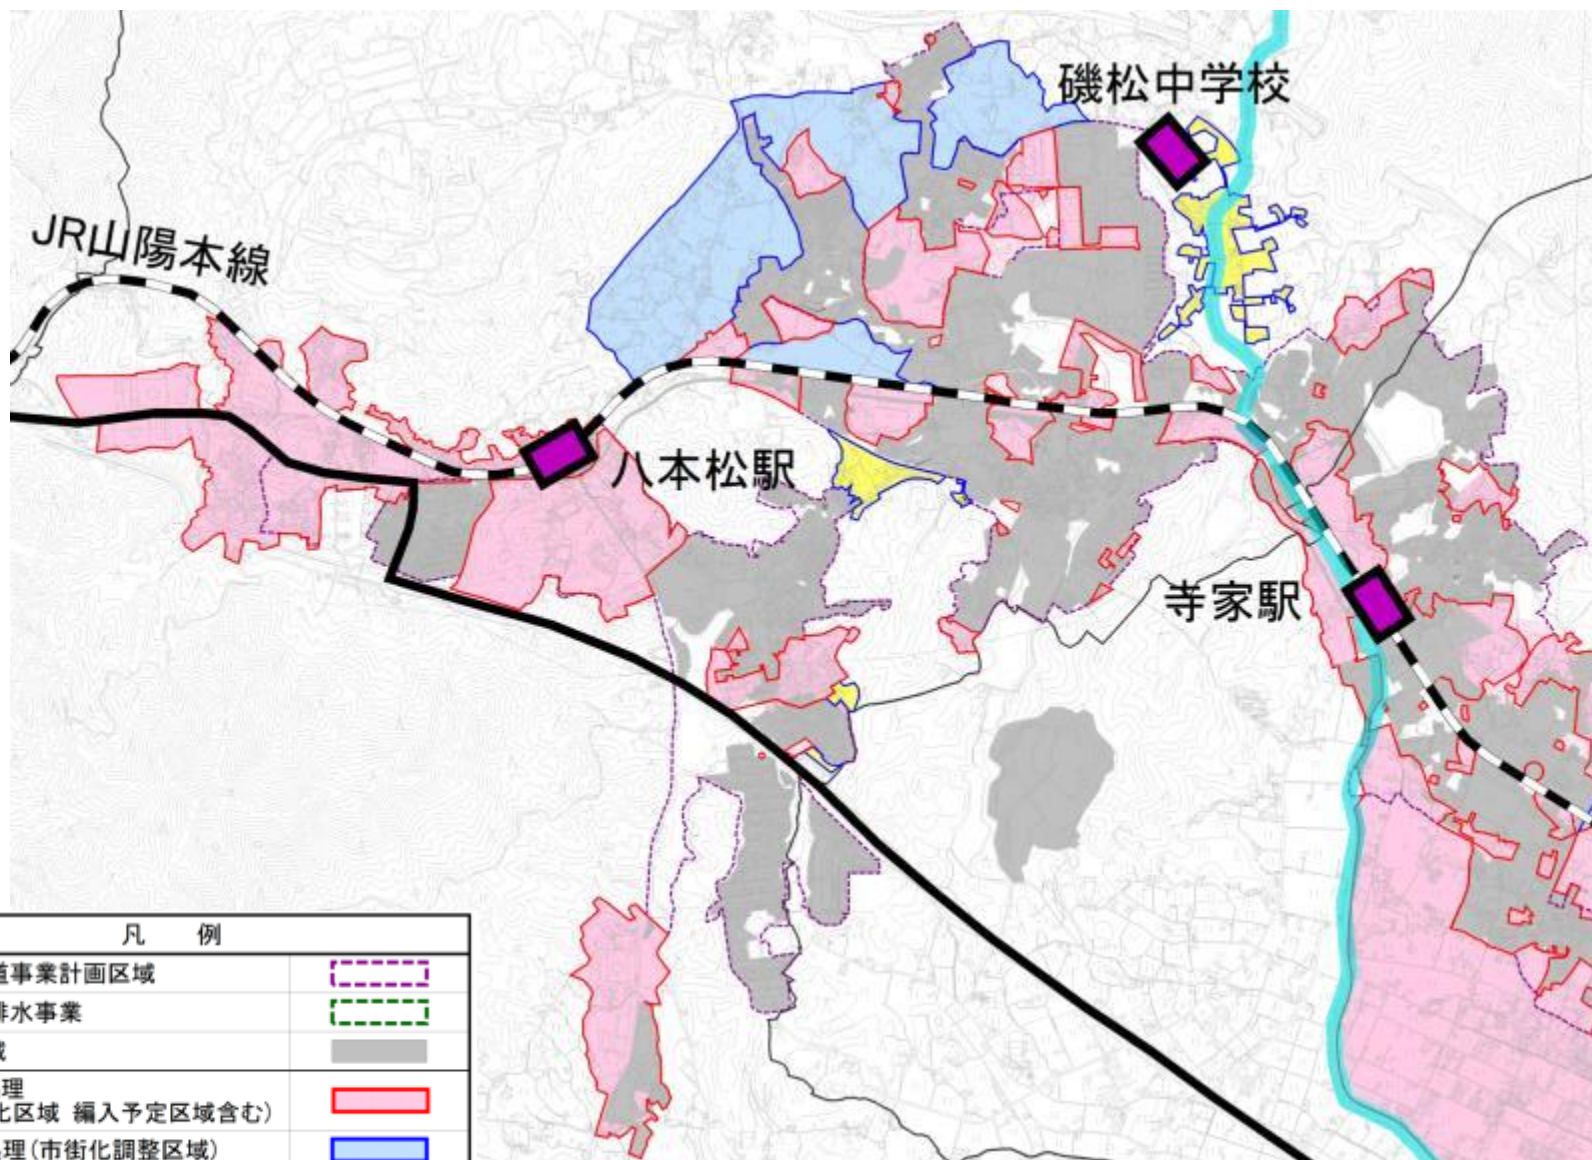 磯松中学校
JR山陽本線
八本松駅
寺家駅
凡 例
道事業計画区域
排水事業
域
理
化区域 編入予定区域含む)
理(市街化調整区域)